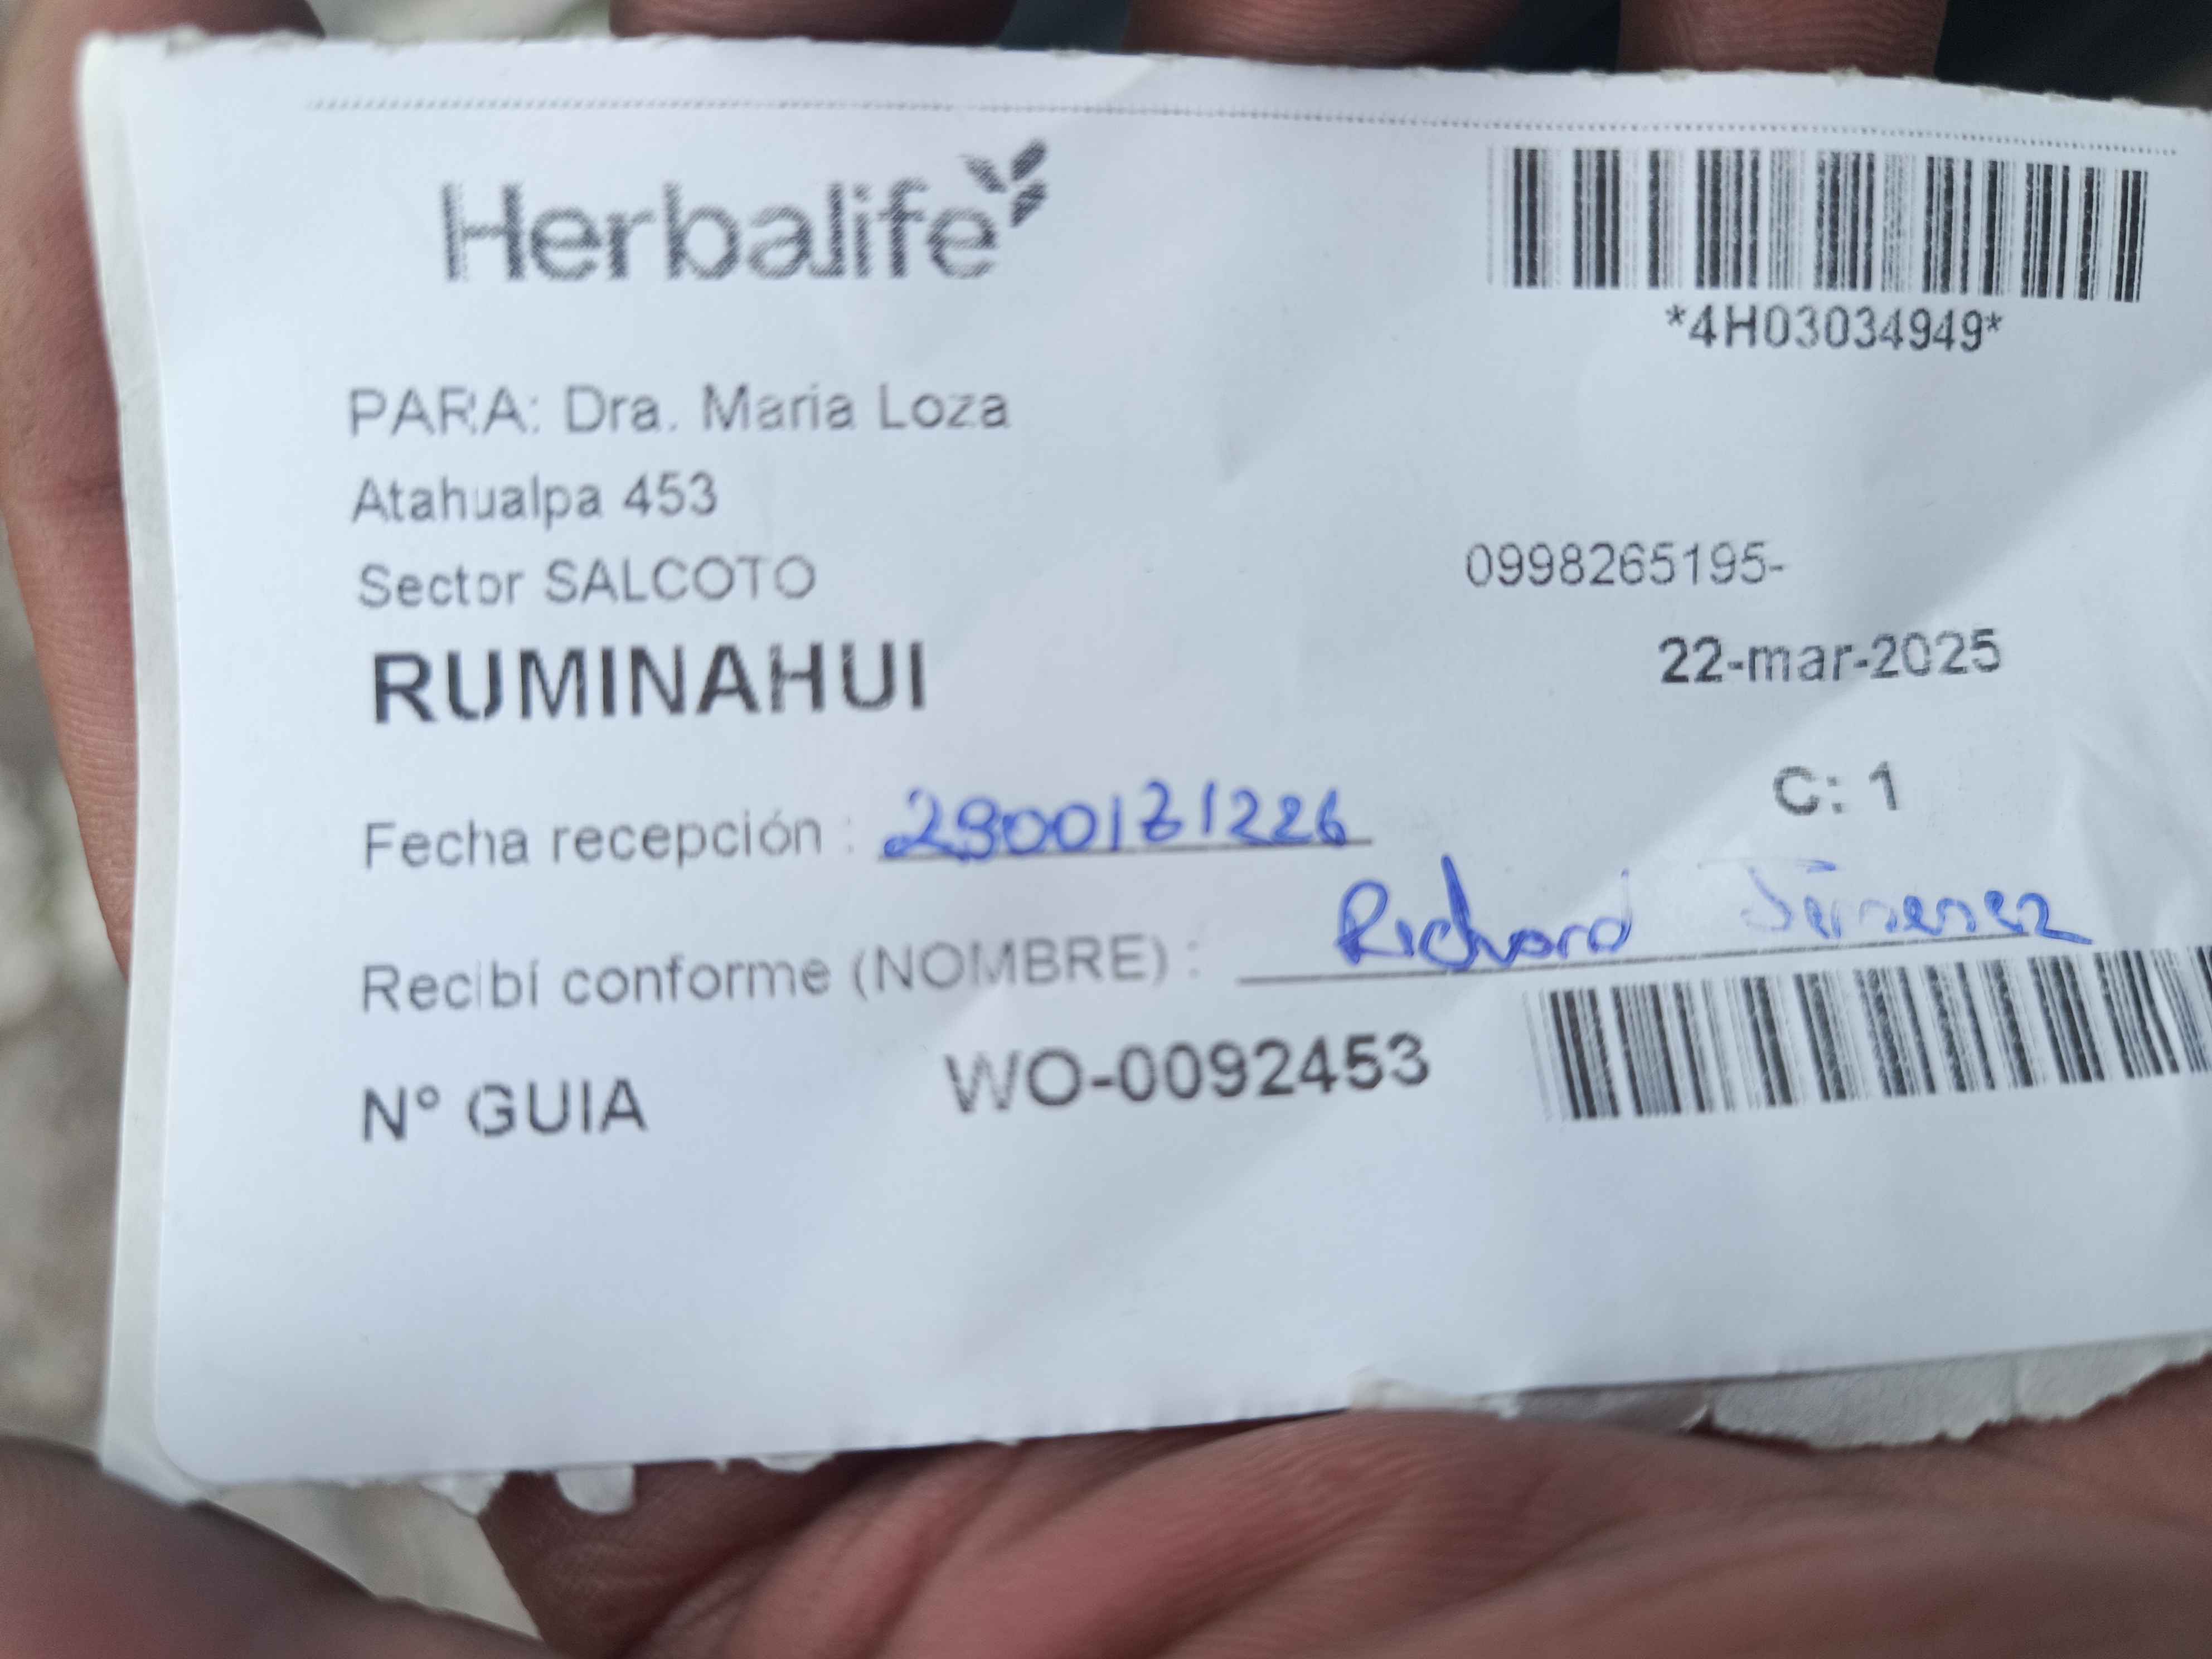 Herbalife
*4H03034949*
PARA: Dra. Maria Loza
Atahualpa 453
Sector SALCOTO
0998265195-
RUMINAHUI
22-mar-2025
C: 1
Fecha recepción :
Recibí conforme (NOMBRE) : Richard Jimenez
Nº GUIA WO-0092453